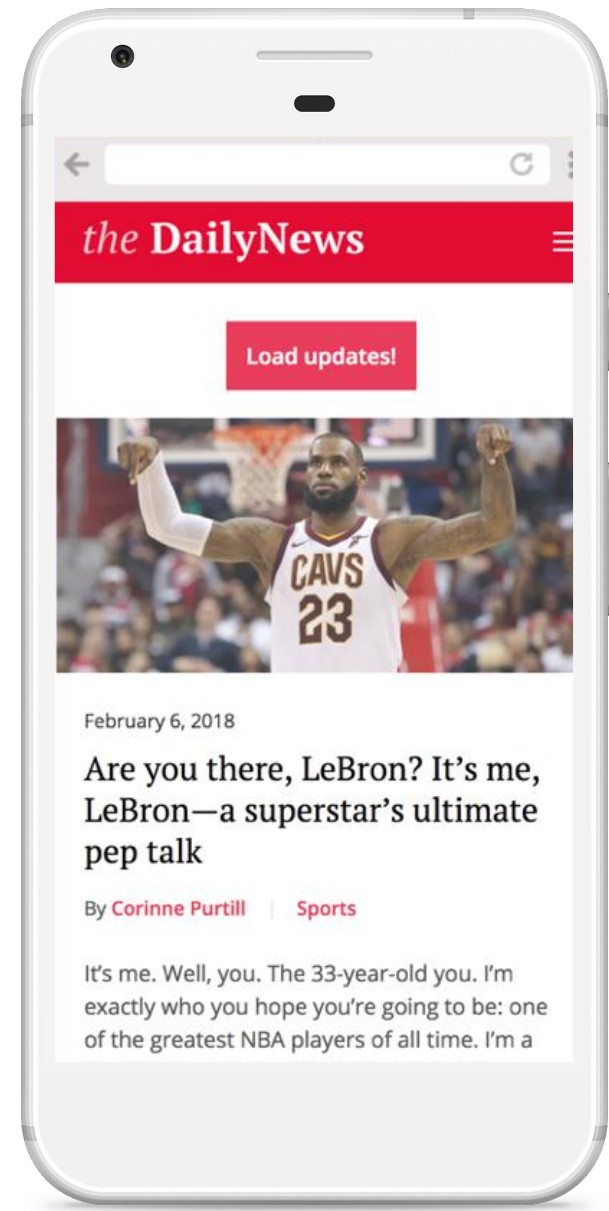 the DailyNews
Load updates!
CAVS
23
February 6, 2018
Are you there, LeBron? It’s me,
LeBron—a superstar’s ultimate
pep talk
By Corinne Purtill | Sports
It’s me. Well, you. The 33-year-old you. I’m
exactly who you hope you’re going to be: one
of the greatest NBA players of all time. I’m a